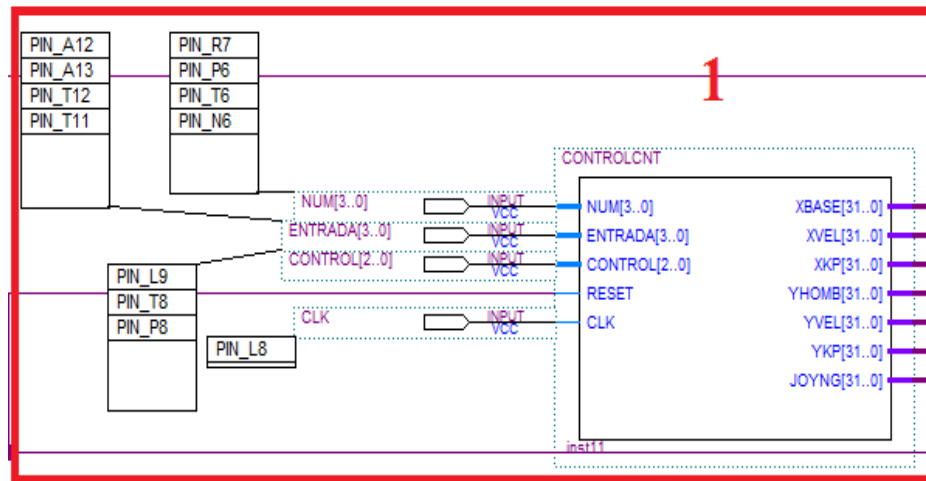 PIN_A12
PIN_A13
PIN_T12
PIN_T11
PIN_R7
PIN_P6
PIN_T6
PIN_N6
1
CONTROLCNT
NUM[3..0]
INPUT
VCC
ENTRADA[3..0]
INPUT
VCC
CONTROL[2..0]
INPUT
VCC
CLK
INPUT
VCC
PIN_L9
PIN_T8
PIN_P8
PIN_L8
NUM[3..0]
XBASE[31..0]
ENTRADA[3..0]
XVEL[31..0]
CONTROL[2..0]
XKP[31..0]
RESET
YHOMB[31..0]
CLK
YVEL[31..0]
YKP[31..0]
JOYNG[31..0]
inst11